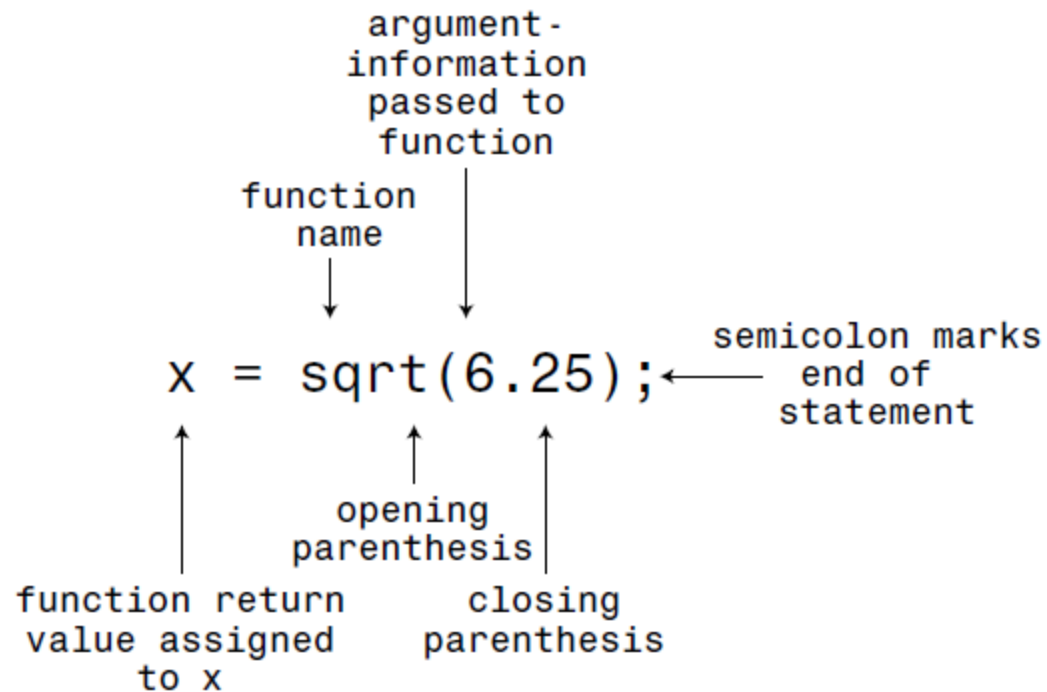 argument-
information
passed to
function
function
name
x = sqrt(6.25);
semicolon marks
end of
statement
opening
parenthesis
function return
value assigned
to x
closing
parenthesis